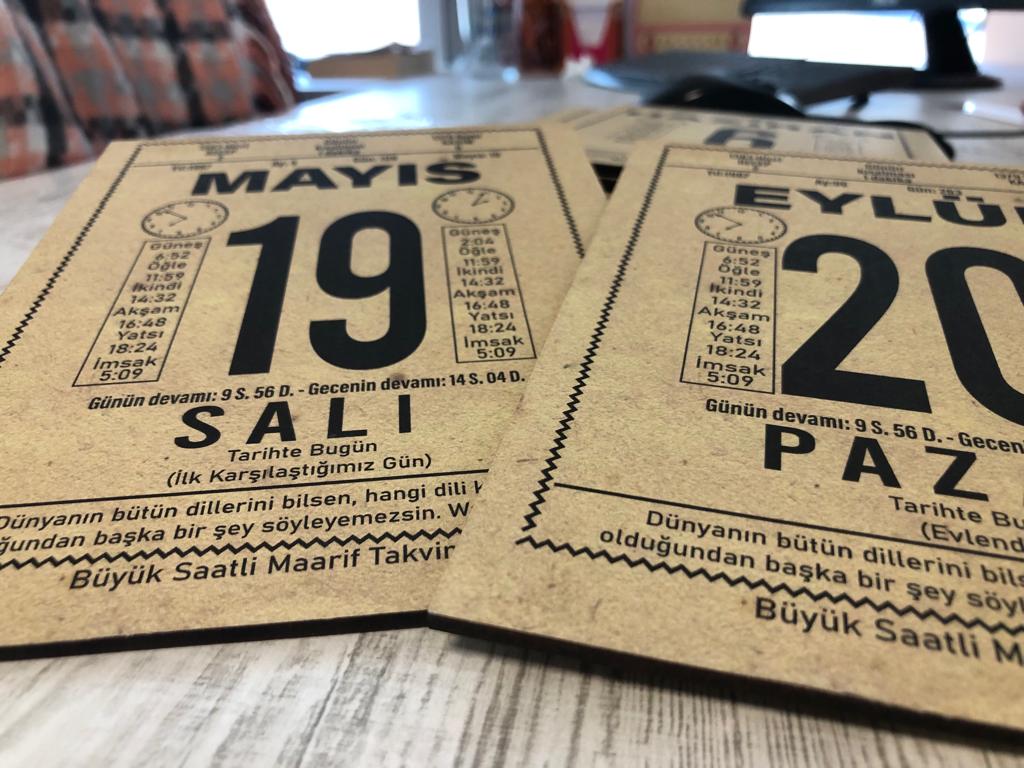 MAYIS
19
Güneş
6:52
Öğle
11:59
İkindi
14:32
Akşam
16:48
Yatsı
18:24
İmsak
5:09
Güneş
2:04
Öğle
11:59
İkindi
14:32
Akşam
16:48
Yatsı
18:24
İmsak
5:09
Günün devamı: 9 S. 56 D. - Gecenin devamı: 14 S. 04 D.
SALI
Tarihte Bugün
(İlk Karşılaştığımız Gün)
Dünyanın bütün dillerini bilsen, hangi dili
ğundan başka bir şey söyleyemezsin. W
Büyük Saatli Maarif Takvim
6
EYLÜ
20
Güneş
6:52
Öğle
11:59
İkindi
14:32
Akşam
16:48
Yatsı
18:24
İmsak
5:09
Günün devamı: 9 S. 56 D. - Gecen
PAZ
Tarihte Bu
(Evlend
Dünyanın bütün dillerini bils
olduğundan başka bir şey söyl
Büyük Saatli M